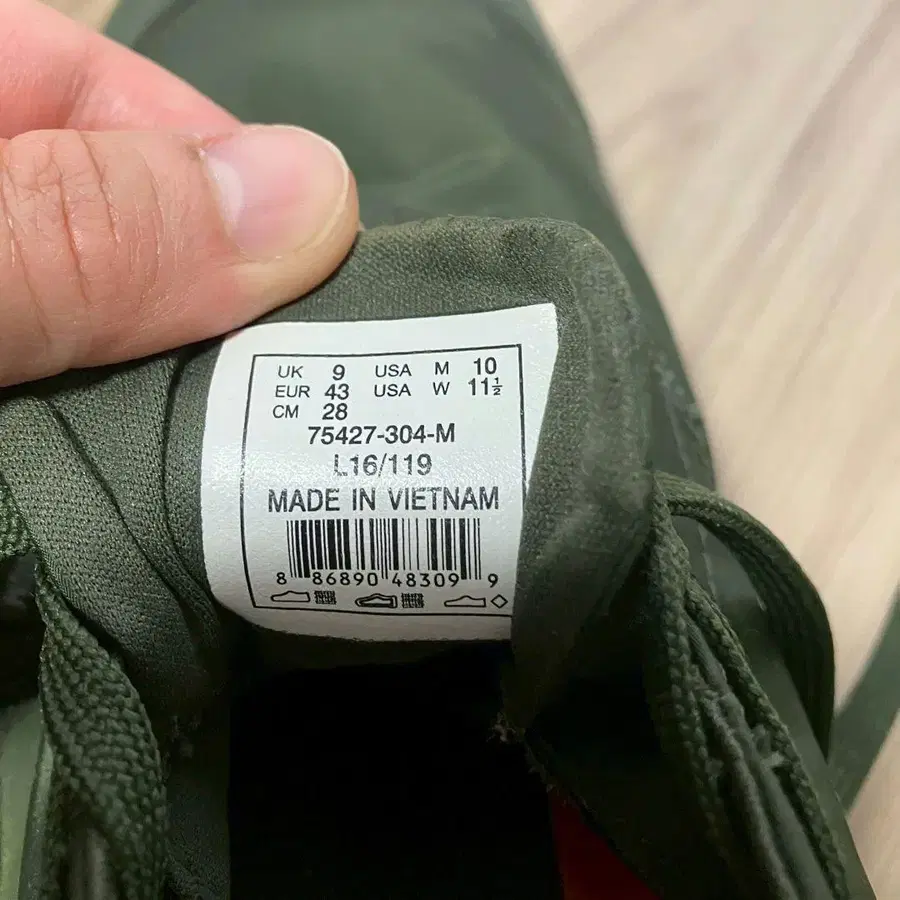 UK 9 USA M 10
EUR 43 USA W 11½
CM 28
75427-304-M
L16/119
MADE IN VIETNAM
8 86890 48309 9